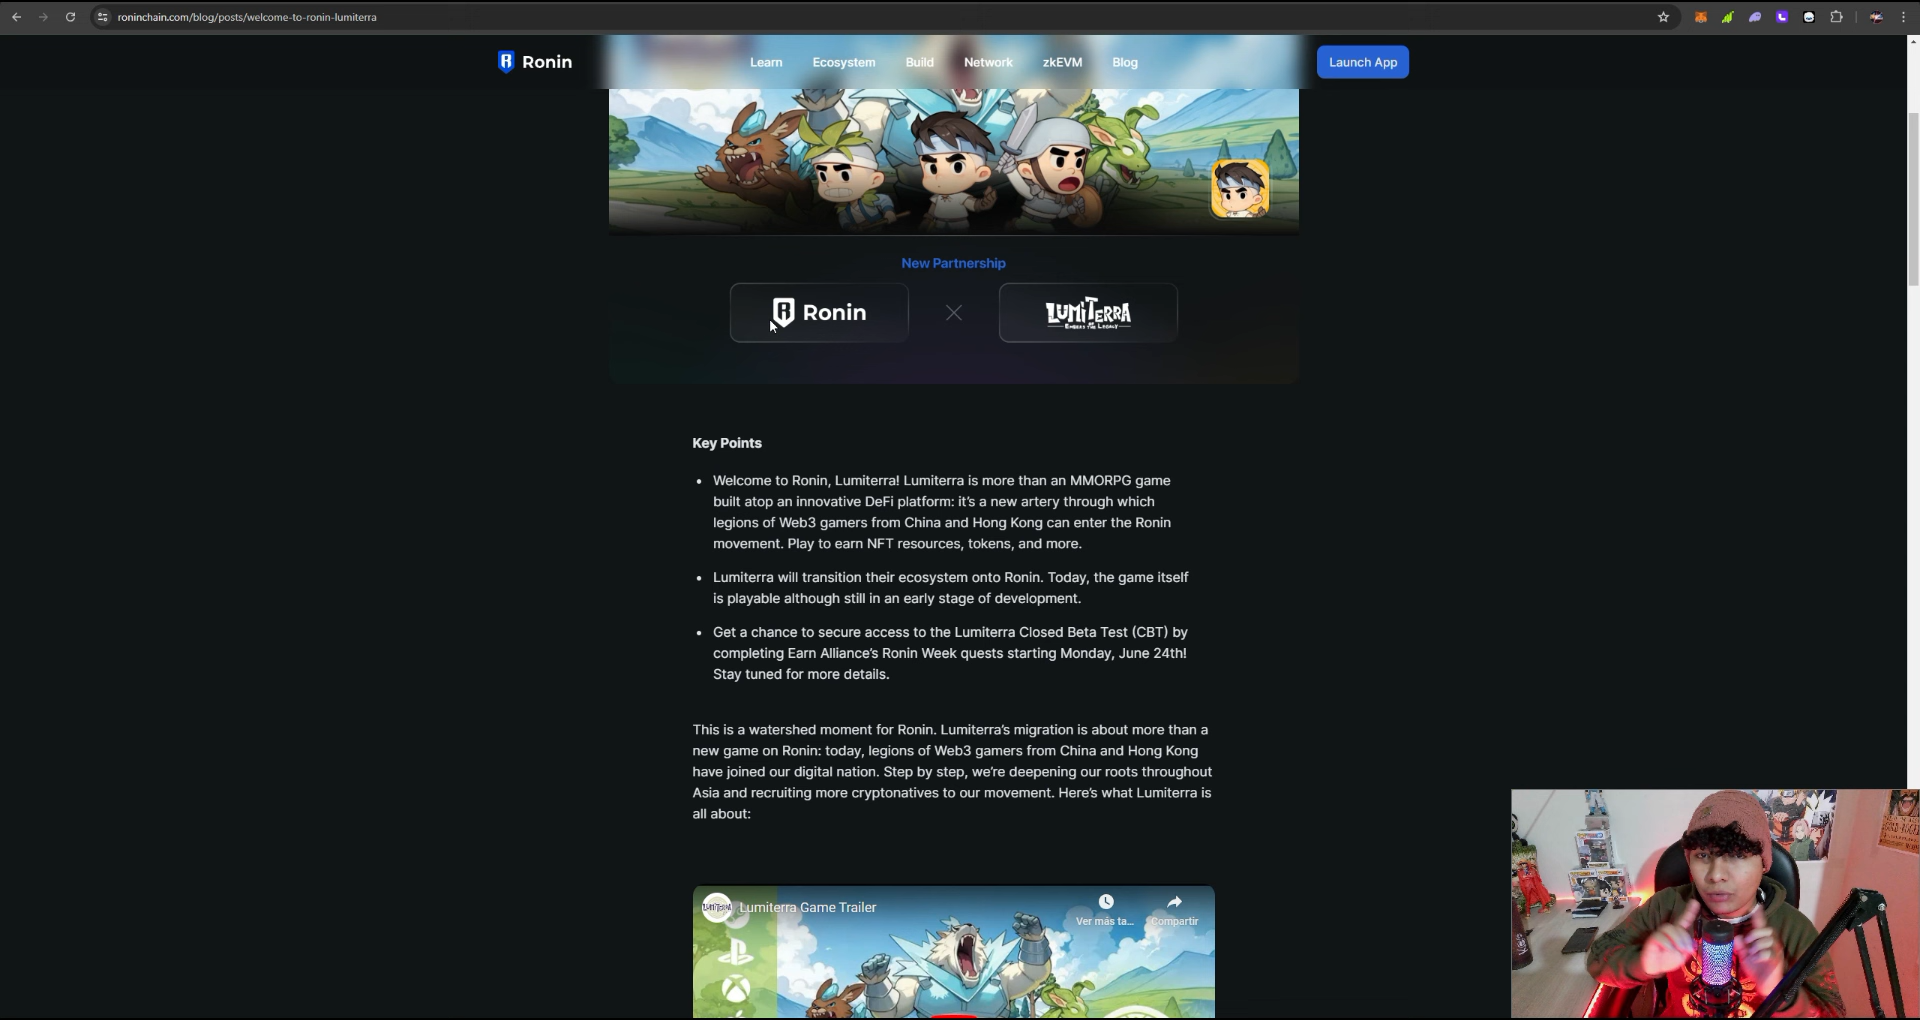 roninchain.com/blog/posts/welcome-to-ronin-lumiterra
Ronin
Learn
Ecosystem
Build
Network
zkEVM
Blog
Launch App
New Partnership
Ronin
LUMITERRA
Key Points
• Welcome to Ronin, Lumiterra! Lumiterra is more than an MMORPG game
built atop an innovative DeFi platform: it's a new artery through which
legions of Web3 gamers from China and Hong Kong can enter the Ronin
movement. Play to earn NFT resources, tokens, and more.
• Lumiterra will transition their ecosystem onto Ronin. Today, the game itself
is playable although still in an early stage of development.
• Get a chance to secure access to the Lumiterra Closed Beta Test (CBT) by
completing Earn Alliance's Ronin Week quests starting Monday, June 24th!
Stay tuned for more details.
This is a watershed moment for Ronin. Lumiterra's migration is about more than a
new game on Ronin: today, legions of Web3 gamers from China and Hong Kong
have joined our digital nation. Step by step, we're deepening our roots throughout
Asia and recruiting more cryptonatives to our movement. Here's what Lumiterra is
all about:
Lumiterra Game Trailer
Ver más ta...
Compartir